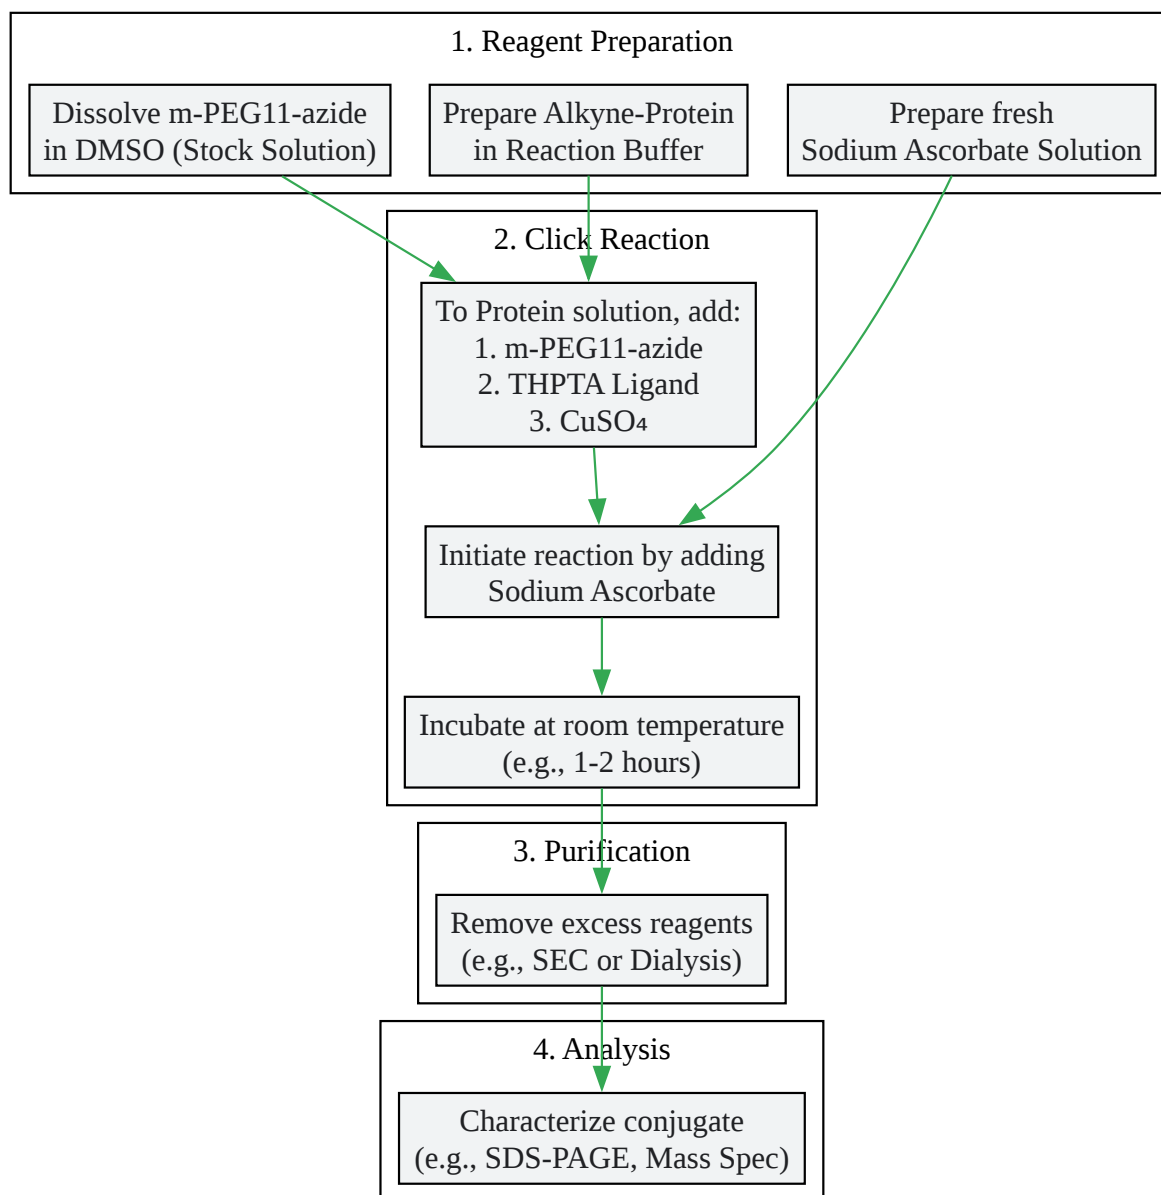 1. Reagent Preparation
Dissolve m-PEG11-azide
in DMSO (Stock Solution)
Prepare Alkyne-Protein
in Reaction Buffer
Prepare fresh
Sodium Ascorbate Solution
2. Click Reaction
To Protein solution, add:
1. m-PEG11-azide
2. THPTA Ligand
3. CuSO₄
Initiate reaction by adding
Sodium Ascorbate
Incubate at room temperature
(e.g., 1-2 hours)
3. Purification
Remove excess reagents
(e.g., SEC or Dialysis)
4. Analysis
Characterize conjugate
(e.g., SDS-PAGE, Mass Spec)